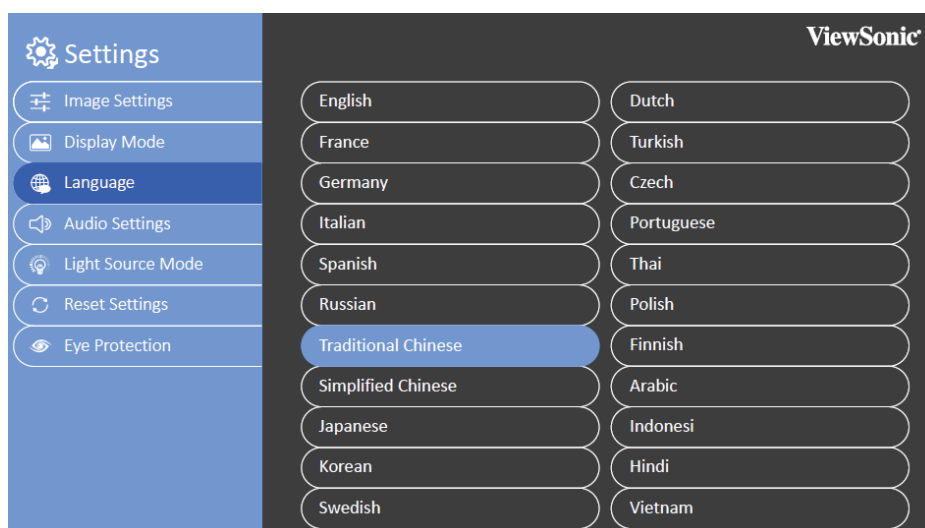 Settings
Image Settings
Display Mode
Language
Audio Settings
Light Source Mode
Reset Settings
Eye Protection
ViewSonic
English
France
Germany
Italian
Spanish
Russian
Traditional Chinese
Simplified Chinese
Japanese
Korean
Swedish
Dutch
Turkish
Czech
Portuguese
Thai
Polish
Finnish
Arabic
Indonesi
Hindi
Vietnam